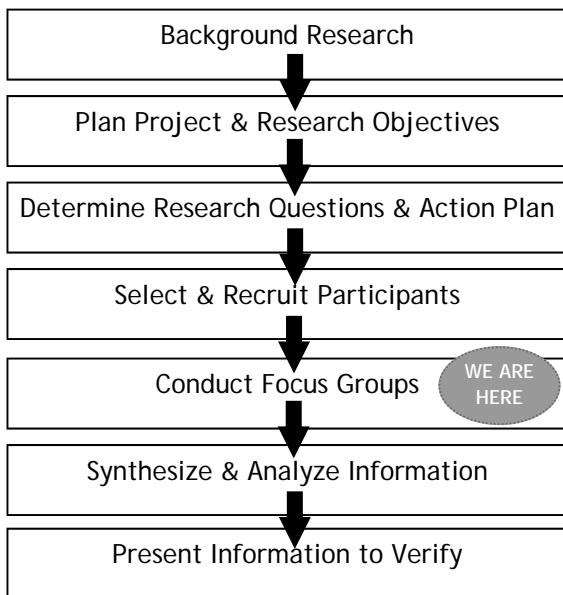 Background Research
Plan Project & Research Objectives
Determine Research Questions & Action Plan
Select & Recruit Participants
Conduct Focus Groups
WE ARE
HERE
Synthesize & Analyze Information
Present Information to Verify